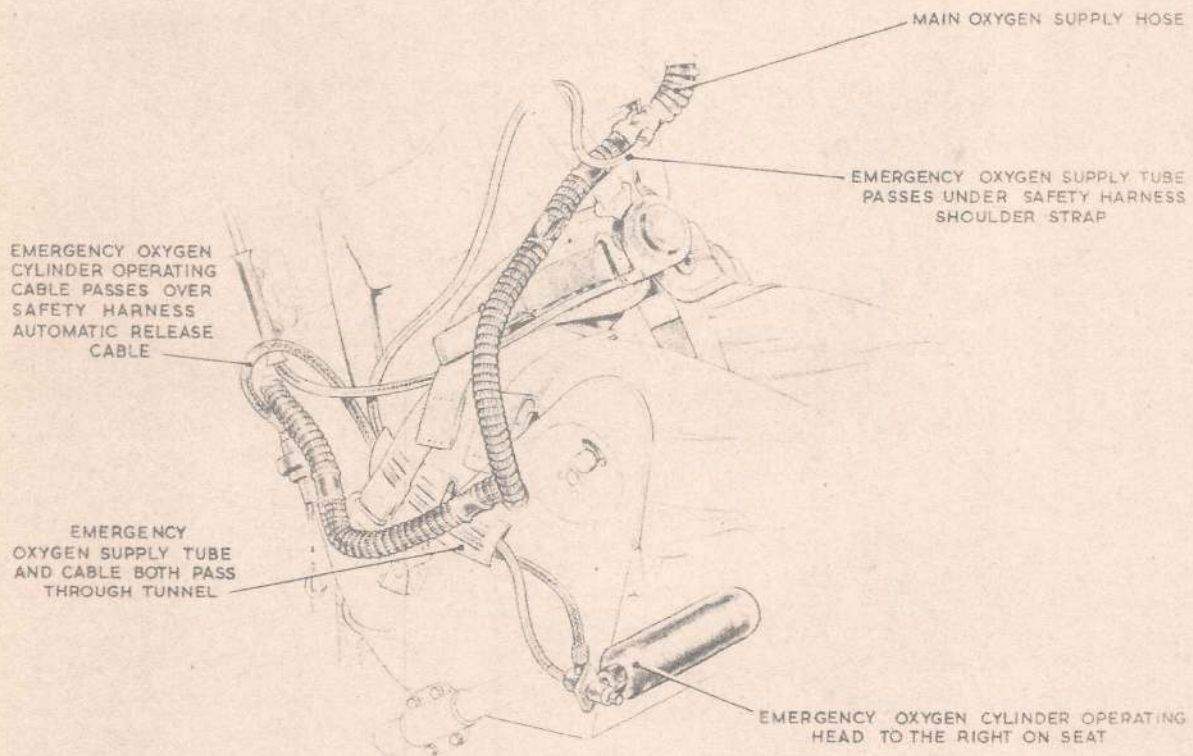 MAIN OXYGEN SUPPLY HOSE
EMERGENCY OXYGEN SUPPLY TUBE
PASSES UNDER SAFETY HARNESS
SHOULDER STRAP
EMERGENCY OXYGEN
CYLINDER OPERATING
CABLE PASSES OVER
SAFETY HARNESS
AUTOMATIC RELEASE
CABLE
EMERGENCY
OXYGEN SUPPLY TUBE
AND CABLE BOTH PASS
THROUGH TUNNEL
EMERGENCY OXYGEN CYLINDER OPERATING
HEAD TO THE RIGHT ON SEAT